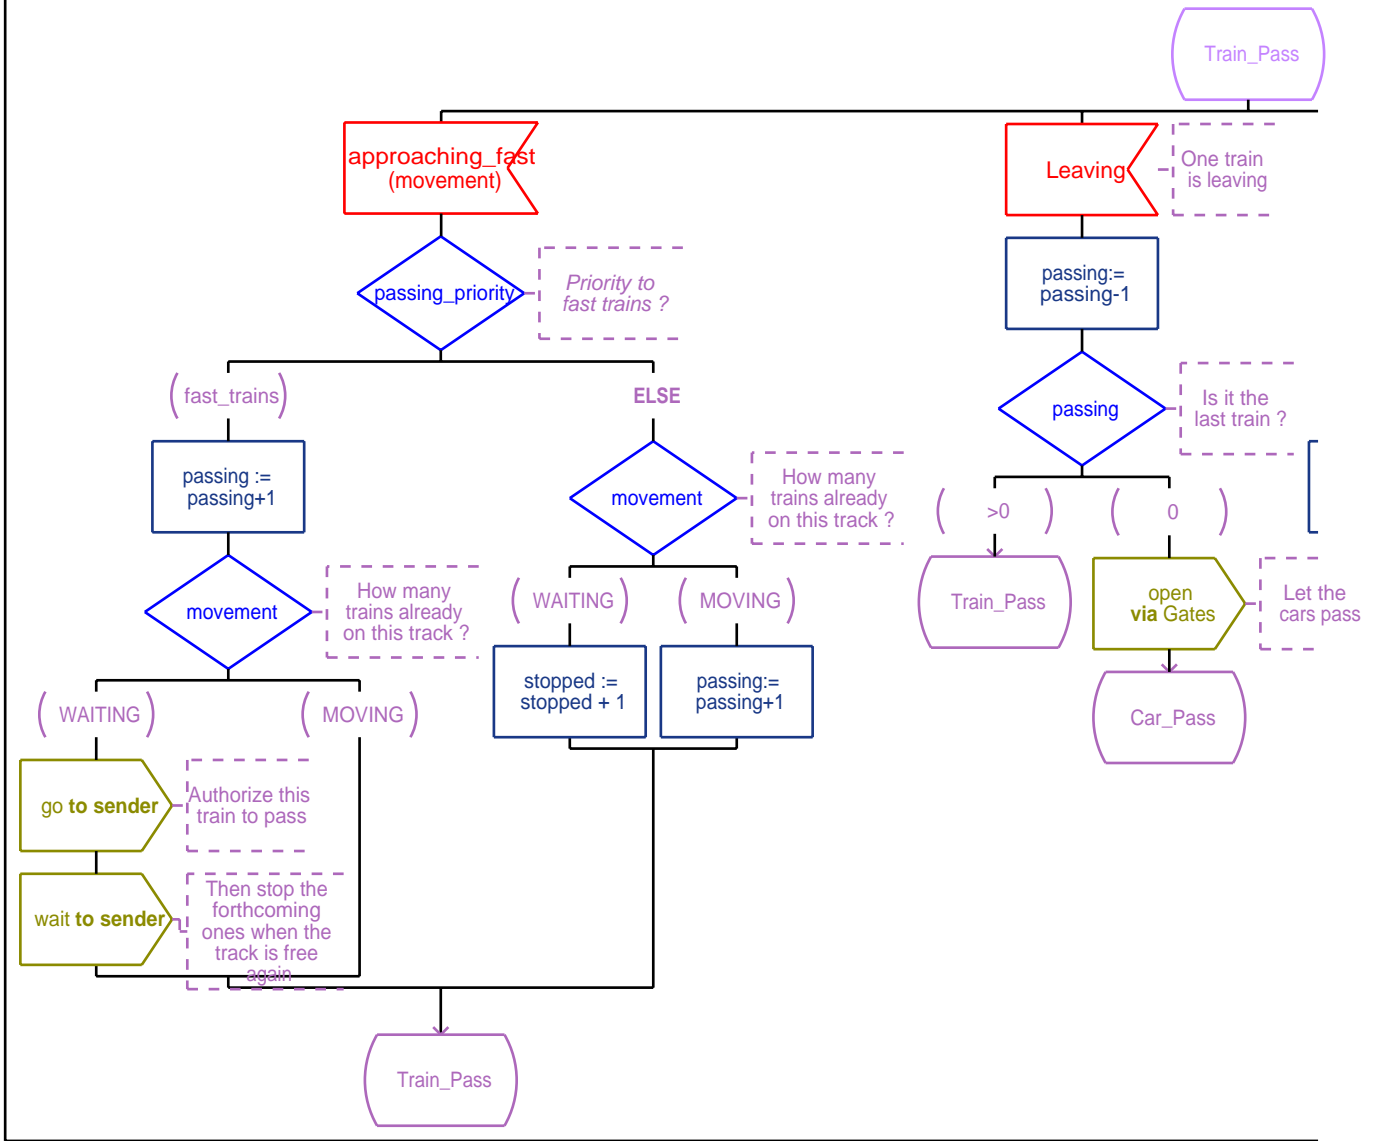 Train_Pass
approaching_fast
(movement)
Leaving
One train
is leaving
passing_priority
Priority to
fast trains ?
passing:=
passing-1
(fast_trains)
ELSE
passing
Is it the
last train ?
passing :=
passing+1
movement
How many
trains already
on this track ?
( >0 )
( 0 )
movement
How many
trains already
on this track ?
(WAITING)
(MOVING)
Train_Pass
open
via Gates
Let the
cars pass
stopped :=
stopped + 1
passing:=
passing+1
(WAITING)
(MOVING)
Car_Pass
go to sender
Authorize this
train to pass
wait to sender
Then stop the
forthcoming
ones when the
track is free
again
Train_Pass